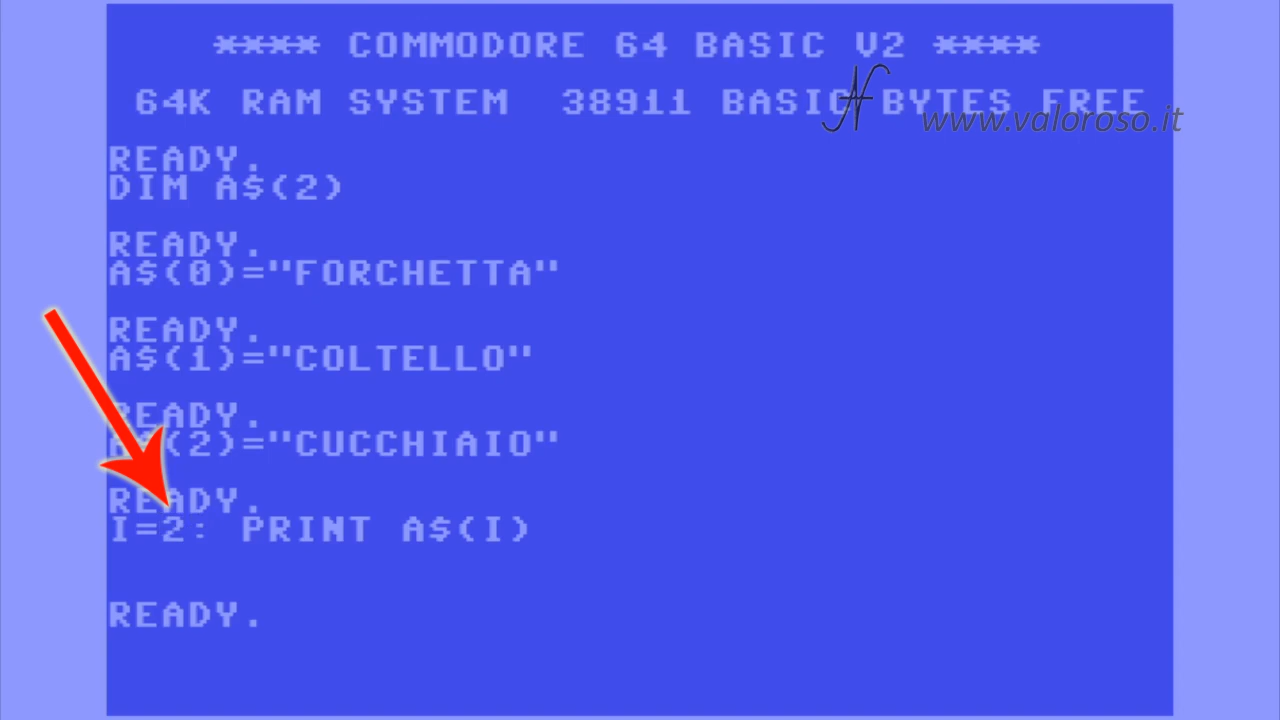 **** COMMODORE 64 BASIC V2 ****
64K RAM SYSTEM  38911 BASIC BYTES FREE
www.valoroso.it
READY.
DIM A$(2)
READY.
A$(0)="FORCHETTA"
READY.
A$(1)="COLTELLO"
READY.
A$(2)="CUCCHIAIO"
READY.
I=2: PRINT A$(I)
READY.